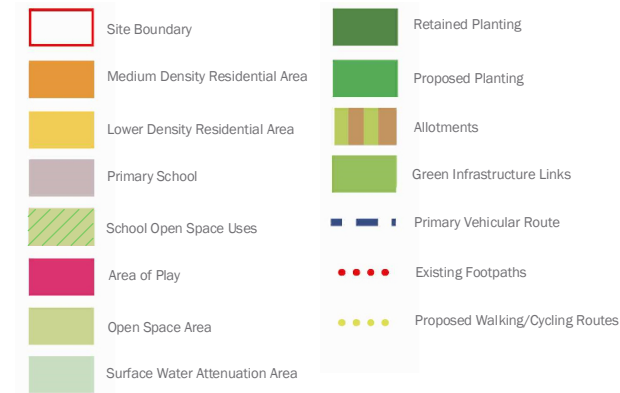 Site Boundary
Medium Density Residential Area
Lower Density Residential Area
Primary School
School Open Space Uses
Area of Play
Open Space Area
Surface Water Attenuation Area
Retained Planting
Proposed Planting
Allotments
Green Infrastructure Links
Primary Vehicular Route
Existing Footpaths
Proposed Walking/Cycling Routes